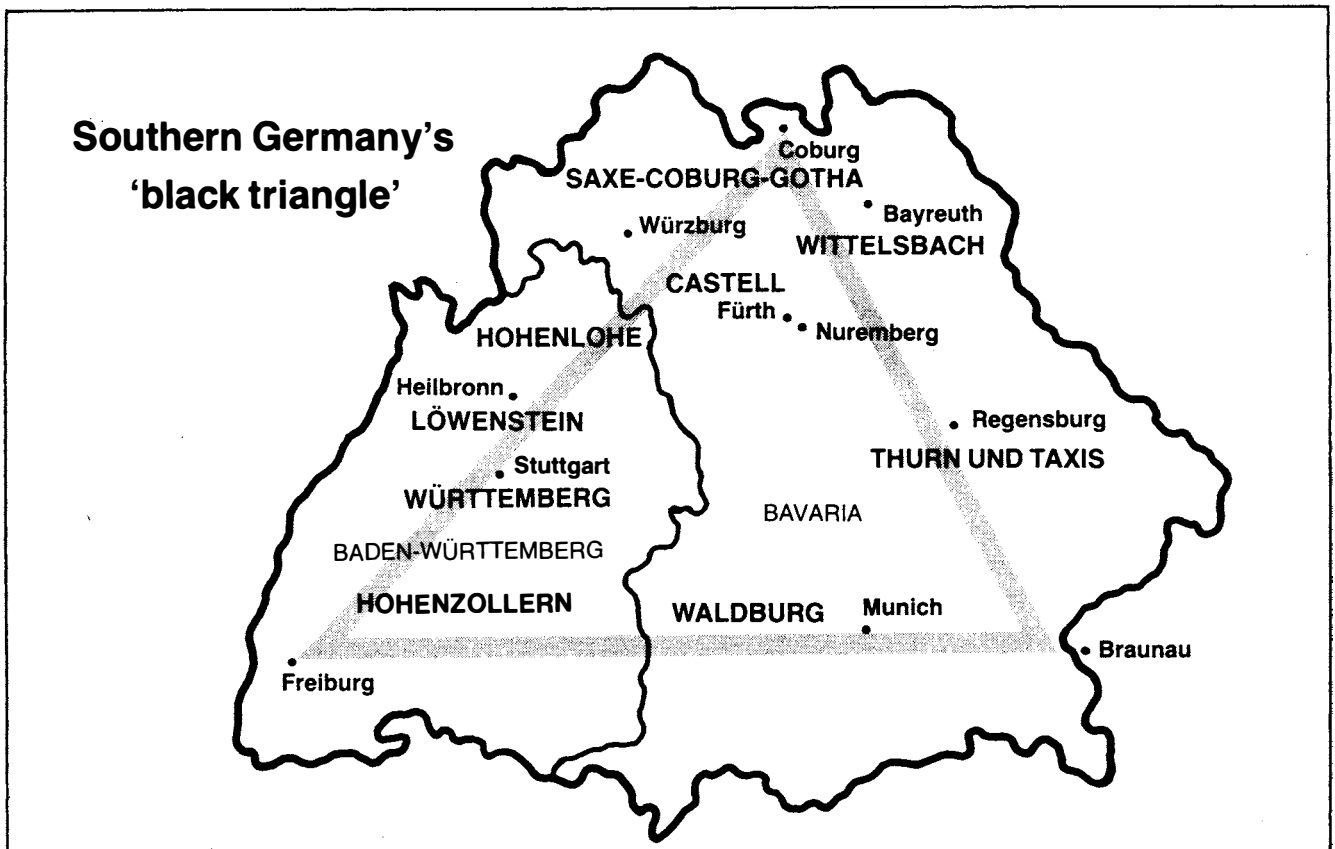 Southern Germany's
'black triangle'
Coburg
SAXE-COBURG-GOTHA
Bayreuth
Würzburg
WITTELSBACH
CASTELL
Fürth
Nuremberg
HOHENLOHE
Heilbronn
LÖWENSTEIN
Regensburg
THURN UND TAXIS
Stuttgart
WÜRTTEMBERG
BAVARIA
BADEN-WÜRTTEMBERG
HOHENZOLLERN
WALDBURG
Munich
Braunau
Freiburg